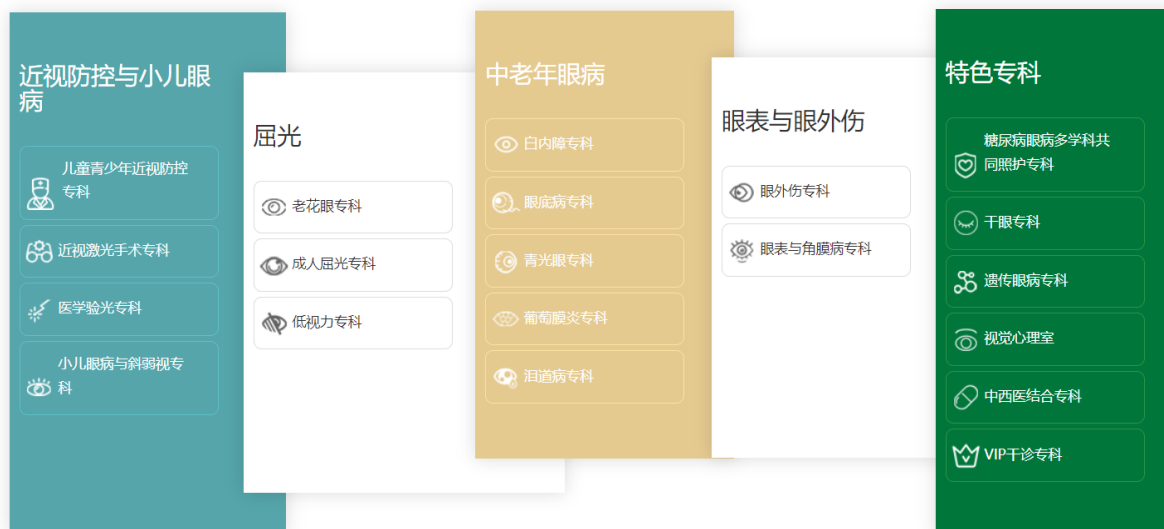 近视防控与小儿眼
病
儿童青少年近视防控
专科
近视激光手术专科
医学验光专科
小儿眼病与斜弱视专
科
屈光
老花眼专科
成人屈光专科
低视力专科
中老年眼病
白内障专科
眼底病专科
青光眼专科
葡萄膜炎专科
泪道病专科
眼表与眼外伤
眼外伤专科
眼表与角膜病专科
特色专科
糖尿病眼病多学科共
同照护专科
干眼专科
遗传眼病专科
视觉心理室
中西医结合专科
VIP干诊专科